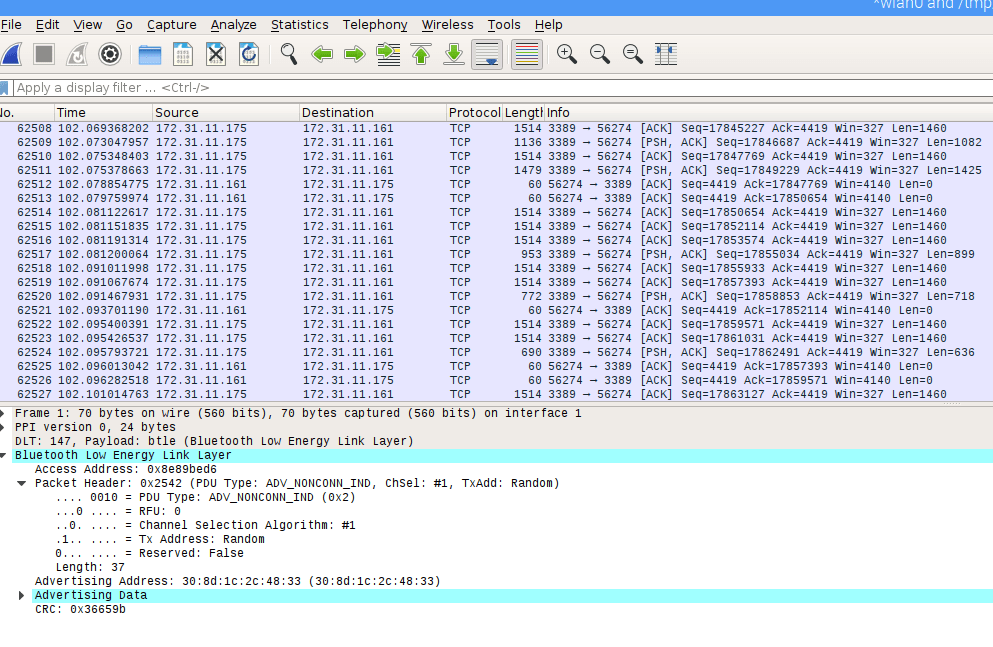 *wlan0 and /tmp
File Edit View Go Capture Analyze Statistics Telephony Wireless Tools Help
Apply a display filter ... <Ctrl-/>
No. Time Source Destination Protocol Length Info
62508 102.069368202 172.31.11.175 172.31.11.161 TCP 1514 3389 → 56274 [ACK] Seq=17845227 Ack=4419 Win=327 Len=1460
62509 102.073047957 172.31.11.175 172.31.11.161 TCP 1136 3389 → 56274 [PSH, ACK] Seq=17846687 Ack=4419 Win=327 Len=1082
62510 102.075348403 172.31.11.175 172.31.11.161 TCP 1514 3389 → 56274 [ACK] Seq=17847769 Ack=4419 Win=327 Len=1460
62511 102.075378663 172.31.11.175 172.31.11.161 TCP 1479 3389 → 56274 [PSH, ACK] Seq=17849229 Ack=4419 Win=327 Len=1425
62512 102.078854775 172.31.11.161 172.31.11.175 TCP 60 56274 → 3389 [ACK] Seq=4419 Ack=17847769 Win=4140 Len=0
62513 102.079759974 172.31.11.161 172.31.11.175 TCP 60 56274 → 3389 [ACK] Seq=4419 Ack=17850654 Win=4140 Len=0
62514 102.081122617 172.31.11.175 172.31.11.161 TCP 1514 3389 → 56274 [ACK] Seq=17850654 Ack=4419 Win=327 Len=1460
62515 102.081151835 172.31.11.175 172.31.11.161 TCP 1514 3389 → 56274 [ACK] Seq=17852114 Ack=4419 Win=327 Len=1460
62516 102.081191314 172.31.11.175 172.31.11.161 TCP 1514 3389 → 56274 [ACK] Seq=17853574 Ack=4419 Win=327 Len=1460
62517 102.081200064 172.31.11.175 172.31.11.161 TCP 953 3389 → 56274 [PSH, ACK] Seq=17855034 Ack=4419 Win=327 Len=899
62518 102.091011998 172.31.11.175 172.31.11.161 TCP 1514 3389 → 56274 [ACK] Seq=17855933 Ack=4419 Win=327 Len=1460
62519 102.091067674 172.31.11.175 172.31.11.161 TCP 1514 3389 → 56274 [ACK] Seq=17857393 Ack=4419 Win=327 Len=1460
62520 102.091467931 172.31.11.175 172.31.11.161 TCP 772 3389 → 56274 [PSH, ACK] Seq=17858853 Ack=4419 Win=327 Len=718
62521 102.093701190 172.31.11.161 172.31.11.175 TCP 60 56274 → 3389 [ACK] Seq=4419 Ack=17852114 Win=4140 Len=0
62522 102.095400391 172.31.11.175 172.31.11.161 TCP 1514 3389 → 56274 [ACK] Seq=17859571 Ack=4419 Win=327 Len=1460
62523 102.095426537 172.31.11.175 172.31.11.161 TCP 1514 3389 → 56274 [ACK] Seq=17861031 Ack=4419 Win=327 Len=1460
62524 102.095793721 172.31.11.175 172.31.11.161 TCP 690 3389 → 56274 [PSH, ACK] Seq=17862491 Ack=4419 Win=327 Len=636
62525 102.096013042 172.31.11.161 172.31.11.175 TCP 60 56274 → 3389 [ACK] Seq=4419 Ack=17857393 Win=4140 Len=0
62526 102.096282518 172.31.11.161 172.31.11.175 TCP 60 56274 → 3389 [ACK] Seq=4419 Ack=17859571 Win=4140 Len=0
62527 102.101014763 172.31.11.175 172.31.11.161 TCP 1514 3389 → 56274 [ACK] Seq=17863127 Ack=4419 Win=327 Len=1460
Frame 1: 70 bytes on wire (560 bits), 70 bytes captured (560 bits) on interface 1
PPI version 0, 24 bytes
DLT: 147, Payload: btle (Bluetooth Low Energy Link Layer)
Bluetooth Low Energy Link Layer
Access Address: 0x8e89bed6
Packet Header: 0x2542 (PDU Type: ADV_NONCONN_IND, ChSel: #1, TxAdd: Random)
.... 0010 = PDU Type: ADV_NONCONN_IND (0x2)
...0 .... = RFU: 0
..0. .... = Channel Selection Algorithm: #1
.1.. .... = Tx Address: Random
0... .... = Reserved: False
Length: 37
Advertising Address: 30:8d:1c:2c:48:33 (30:8d:1c:2c:48:33)
Advertising Data
CRC: 0x36659b